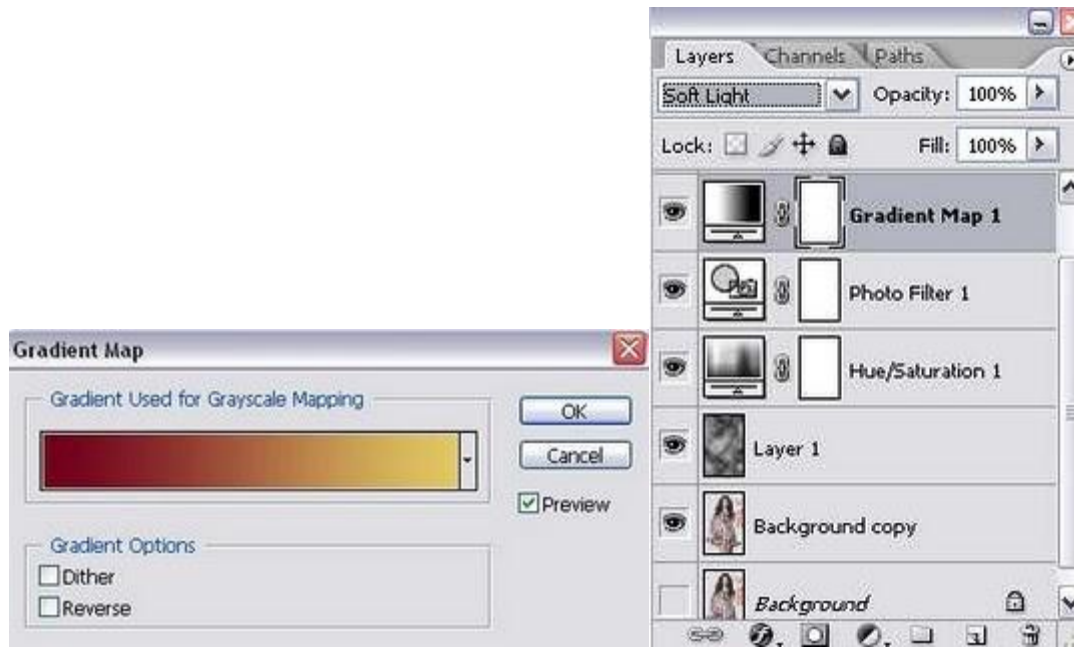 Gradient Map
Gradient Used for Grayscale Mapping
OK
Cancel
Preview
Gradient Options
Dither
Reverse
Layers Channels Paths
Soft Light Opacity: 100%
Lock: Fill: 100%
Gradient Map 1
Photo Filter 1
Hue/Saturation 1
Layer 1
Background copy
Background